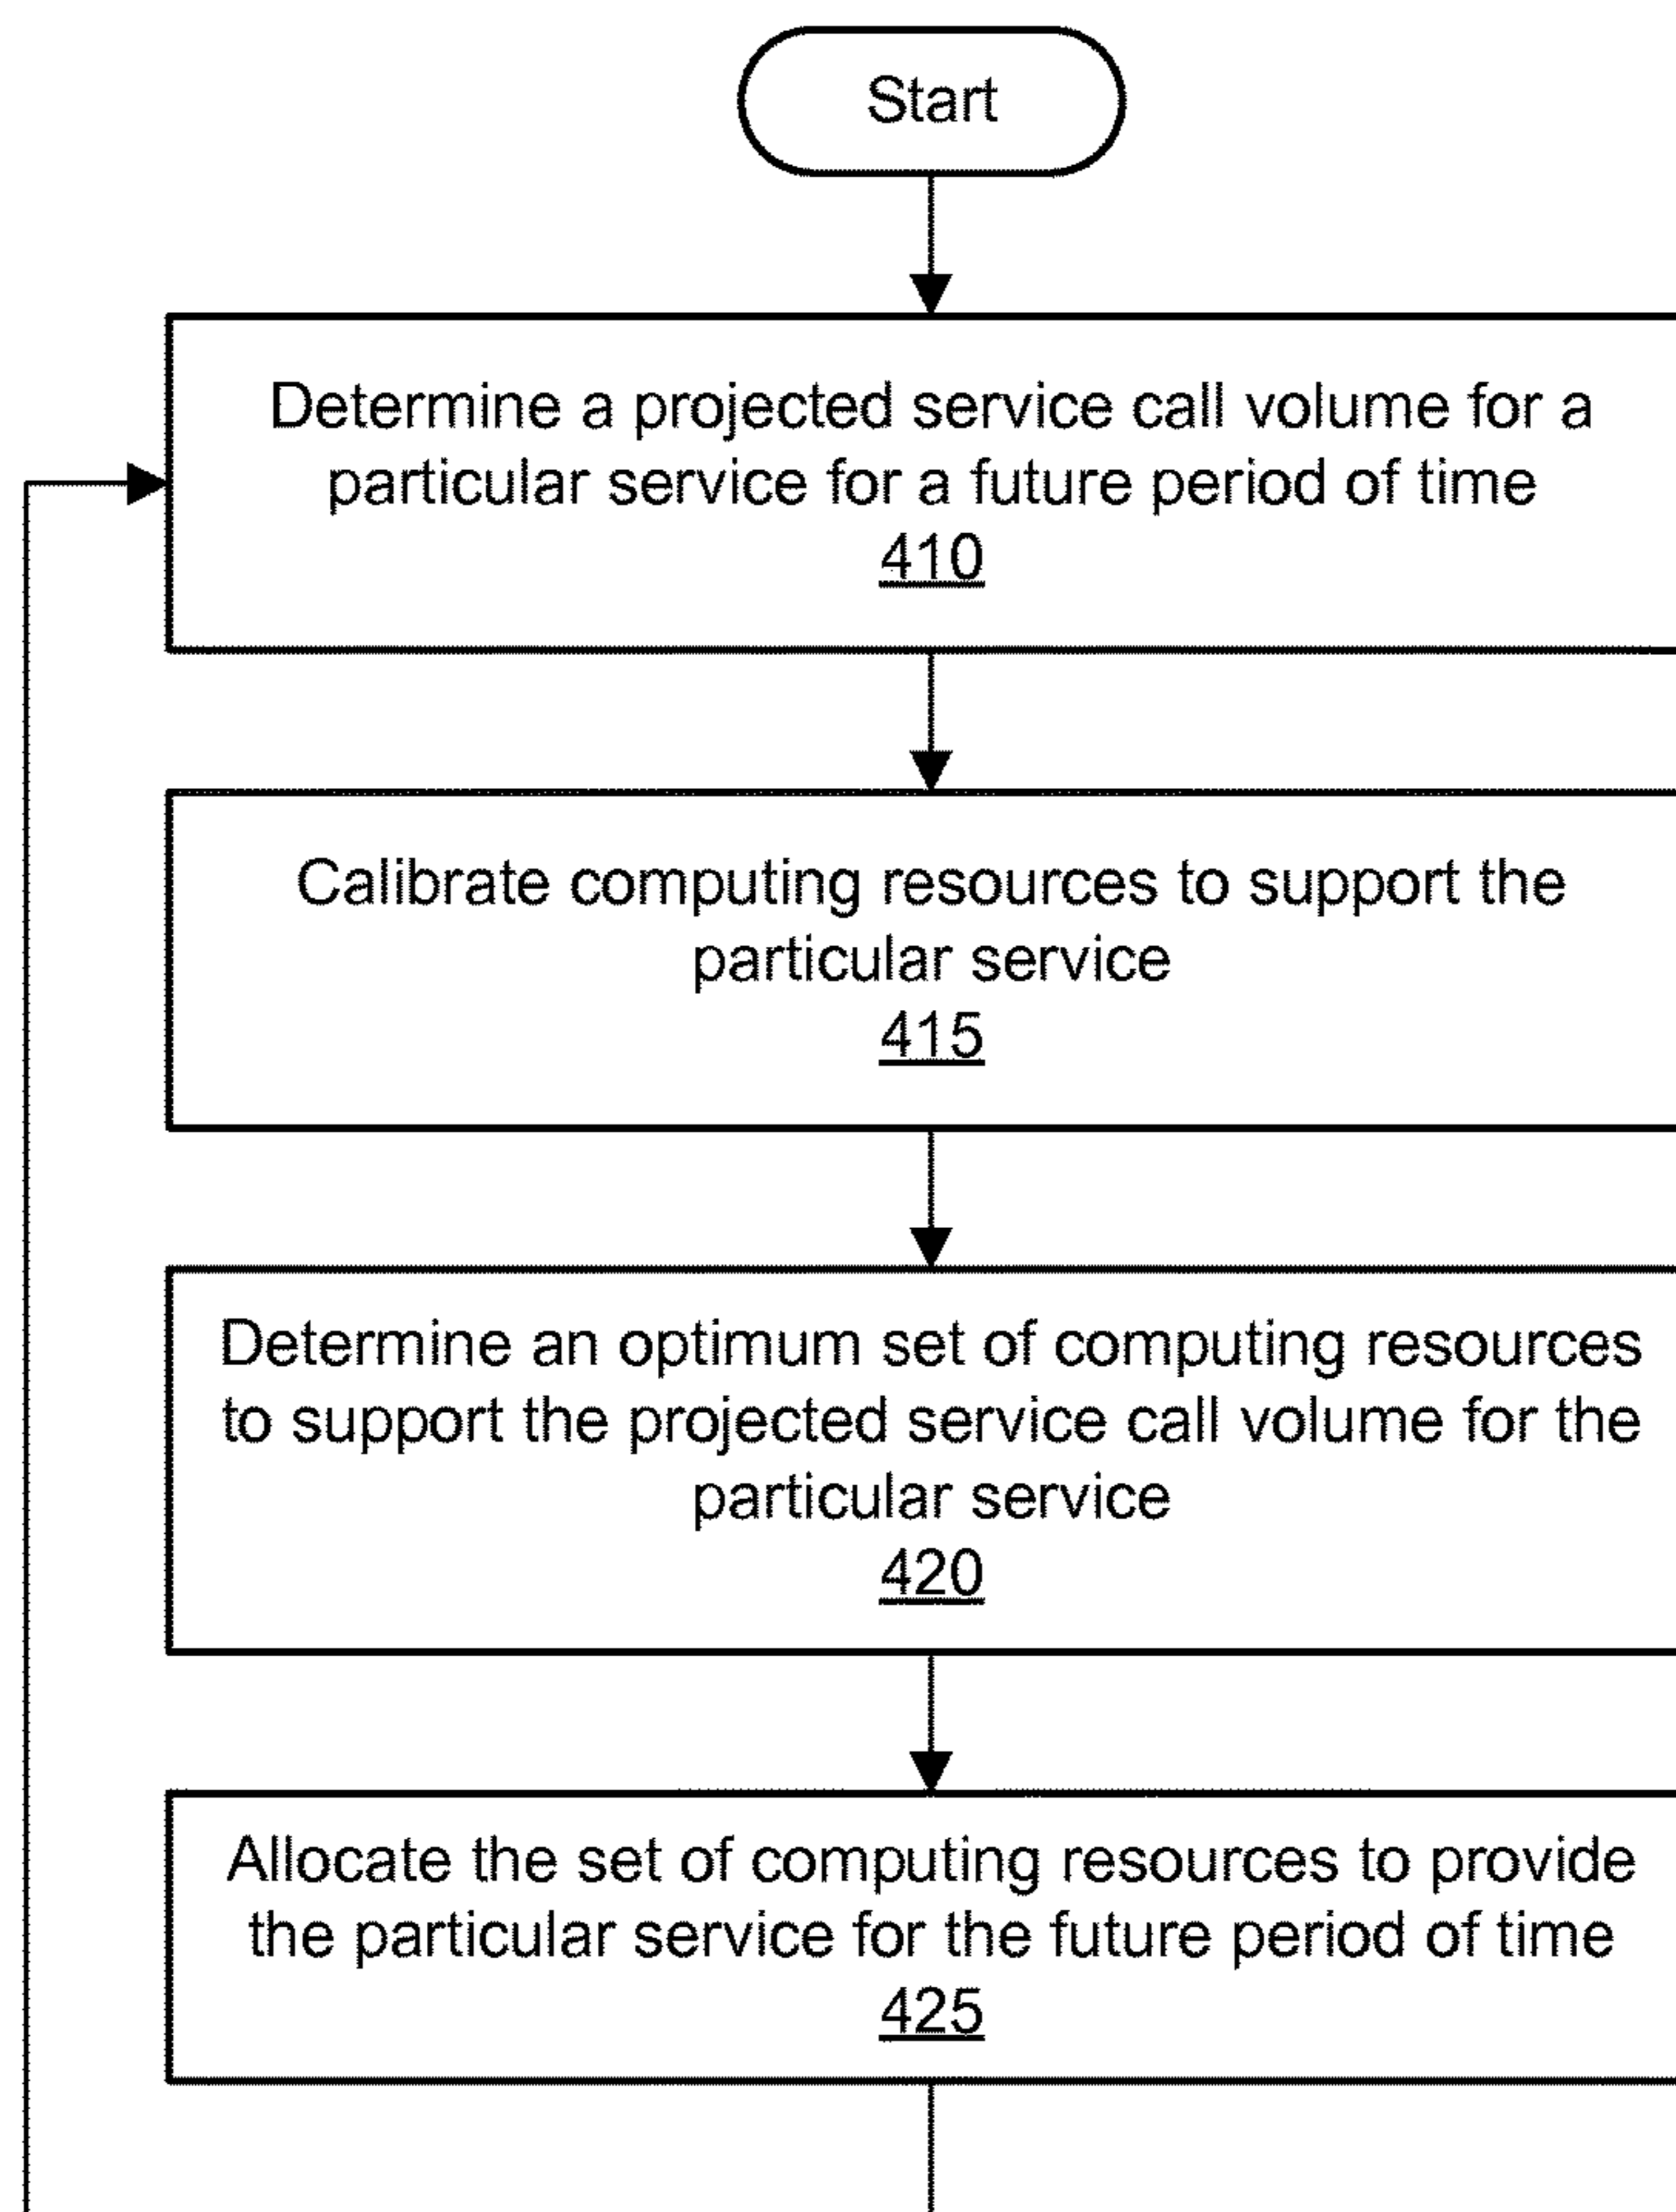 Start
Determine a projected service call volume for a
particular service for a future period of time
410
Calibrate computing resources to support the
particular service
415
Determine an optimum set of computing resources
to support the projected service call volume for the
particular service
420
Allocate the set of computing resources to provide
the particular service for the future period of time
425